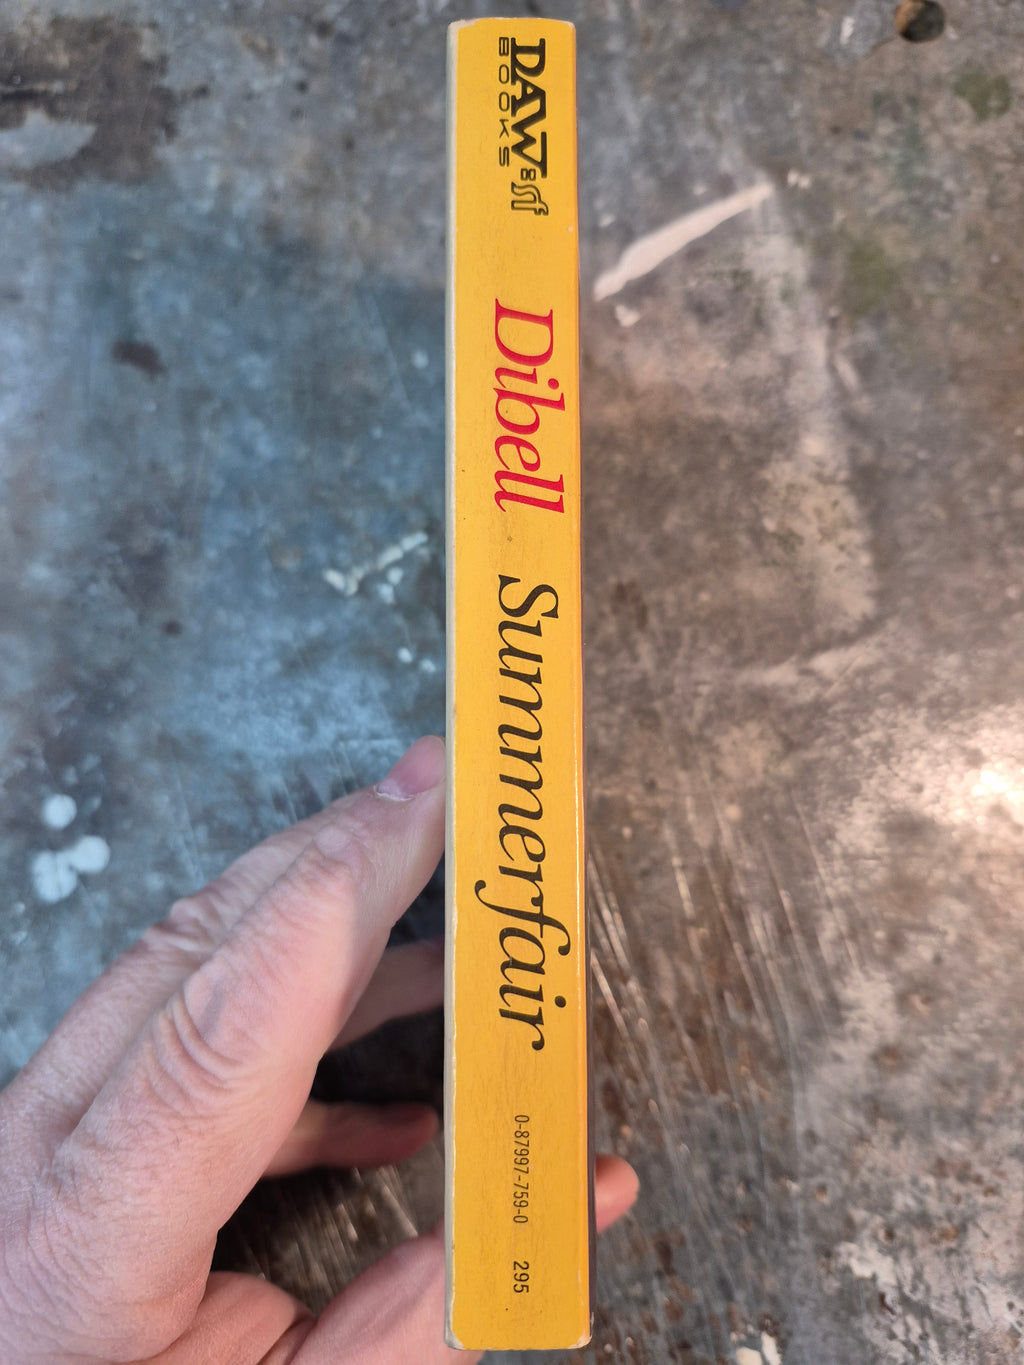 DAW
BOOKS
sf
Dibell
Summerfair
0-87997-759-0
295